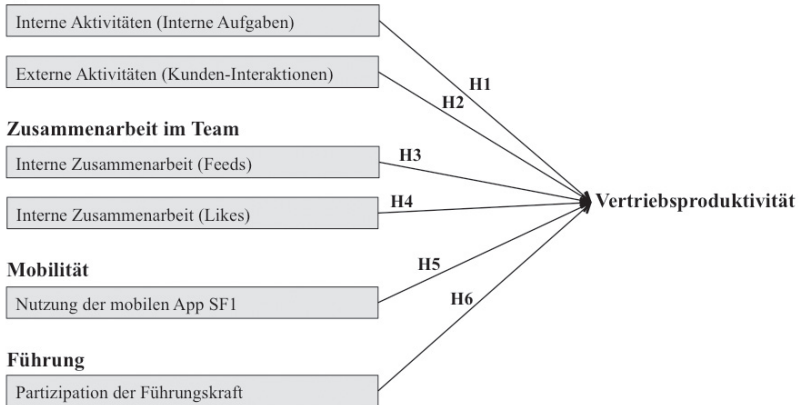 Interne Aktivitäten (Interne Aufgaben)
Externe Aktivitäten (Kunden-Interaktionen)
H1
H2
Zusammenarbeit im Team
Interne Zusammenarbeit (Feeds)
H3
Interne Zusammenarbeit (Likes)
H4
Vertriebsproduktivität
Mobilität
H5
Nutzung der mobilen App SF1
H6
Führung
Partizipation der Führungskraft